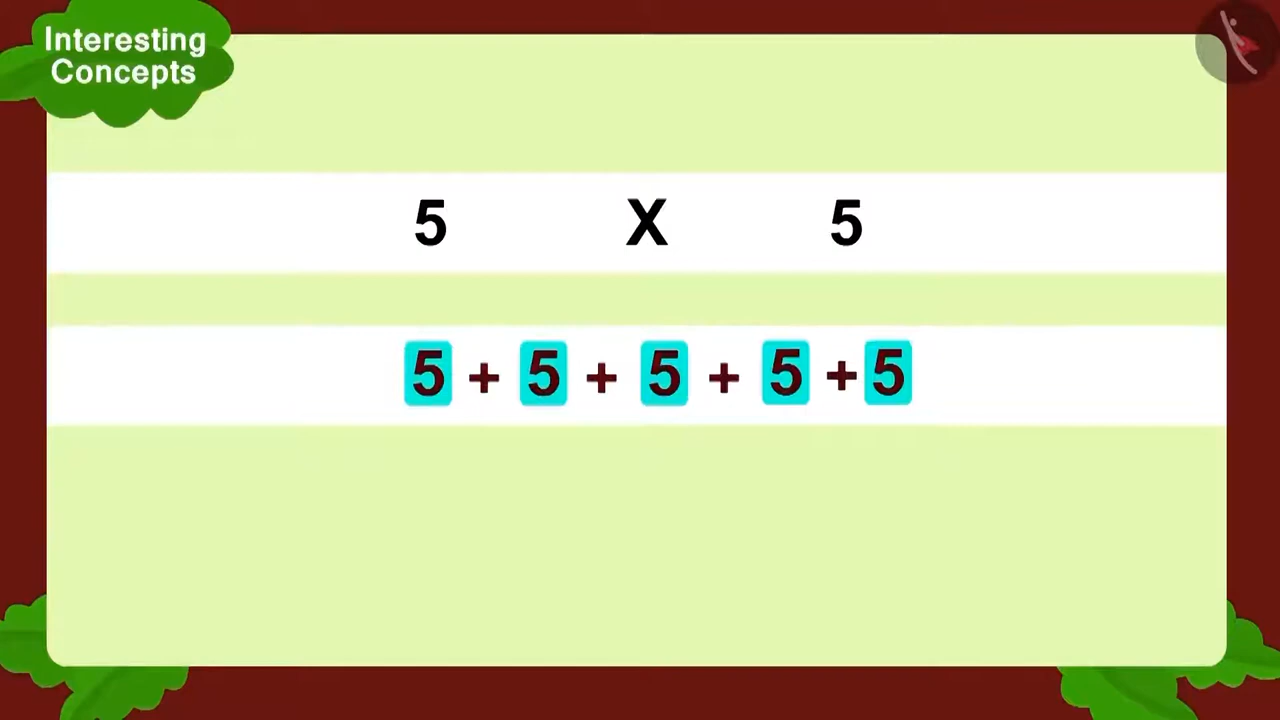 Interesting
Concepts
5 X 5
5 + 5 + 5 + 5 + 5